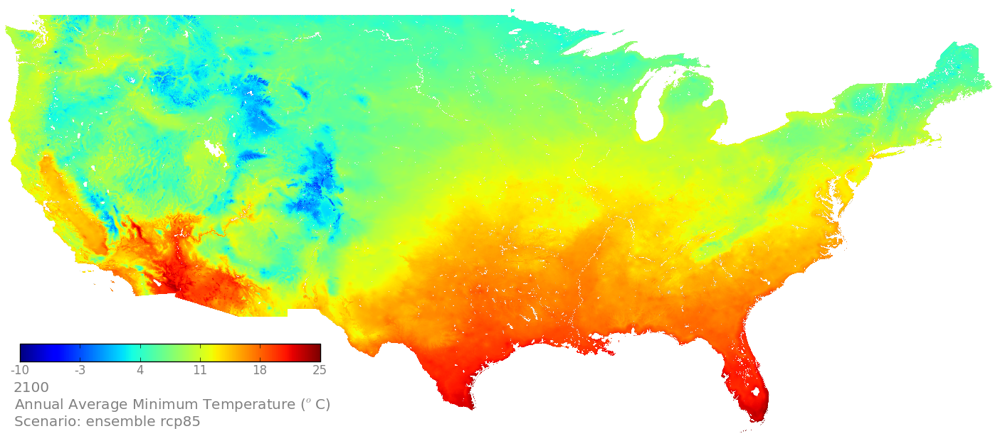 -10 -3 4 11 18 25
2100
Annual Average Minimum Temperature (° C)
Scenario: ensemble rcp85